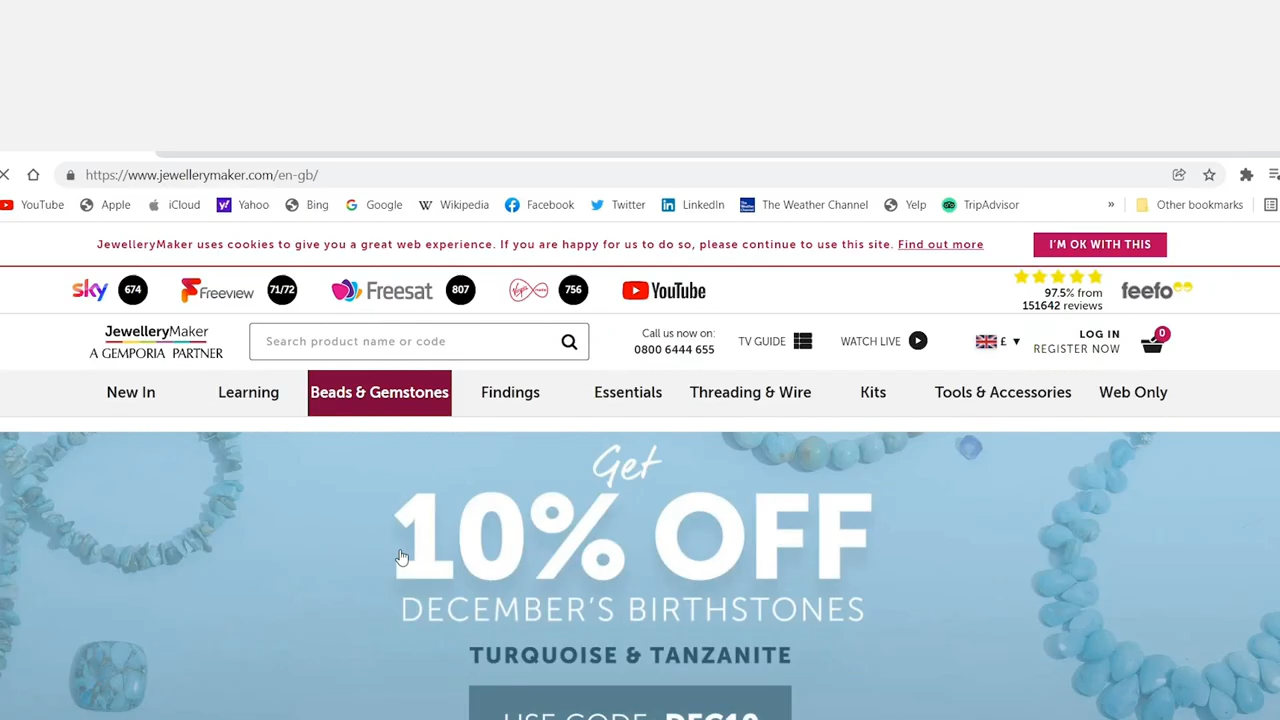 https://www.jewellerymaker.com/en-gb/
YouTube Apple iCloud Yahoo Bing Google Wikipedia Facebook Twitter LinkedIn The Weather Channel Yelp TripAdvisor » Other bookmarks
JewelleryMaker uses cookies to give you a great web experience. If you are happy for us to do so, please continue to use this site. Find out more
I'M OK WITH THIS
sky 674 Freeview 71/72 Freesat 807 Virgin media 756 YouTube
97.5% from
151642 reviews
feefo
JewelleryMaker
A GEMPORIA PARTNER
Search product name or code
Call us now on:
0800 6444 655
TV GUIDE
WATCH LIVE
£ ▼
LOG IN
REGISTER NOW
0
New In Learning Beads & Gemstones Findings Essentials Threading & Wire Kits Tools & Accessories Web Only
Get
10% OFF
DECEMBER'S BIRTHSTONES
TURQUOISE & TANZANITE
USE CODE: DEC10